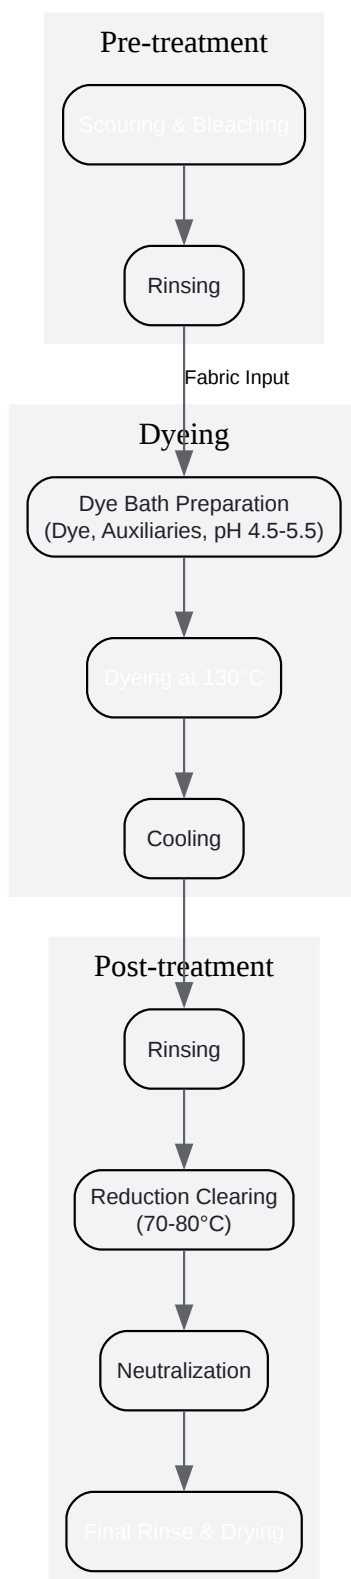 Pre-treatment
Scouring & Bleaching
Rinsing
Fabric Input
Dyeing
Dye Bath Preparation
(Dye, Auxiliaries, pH 4.5-5.5)
Dyeing at 130°C
Cooling
Post-treatment
Rinsing
Reduction Clearing
(70-80°C)
Neutralization
Final Rinse & Drying